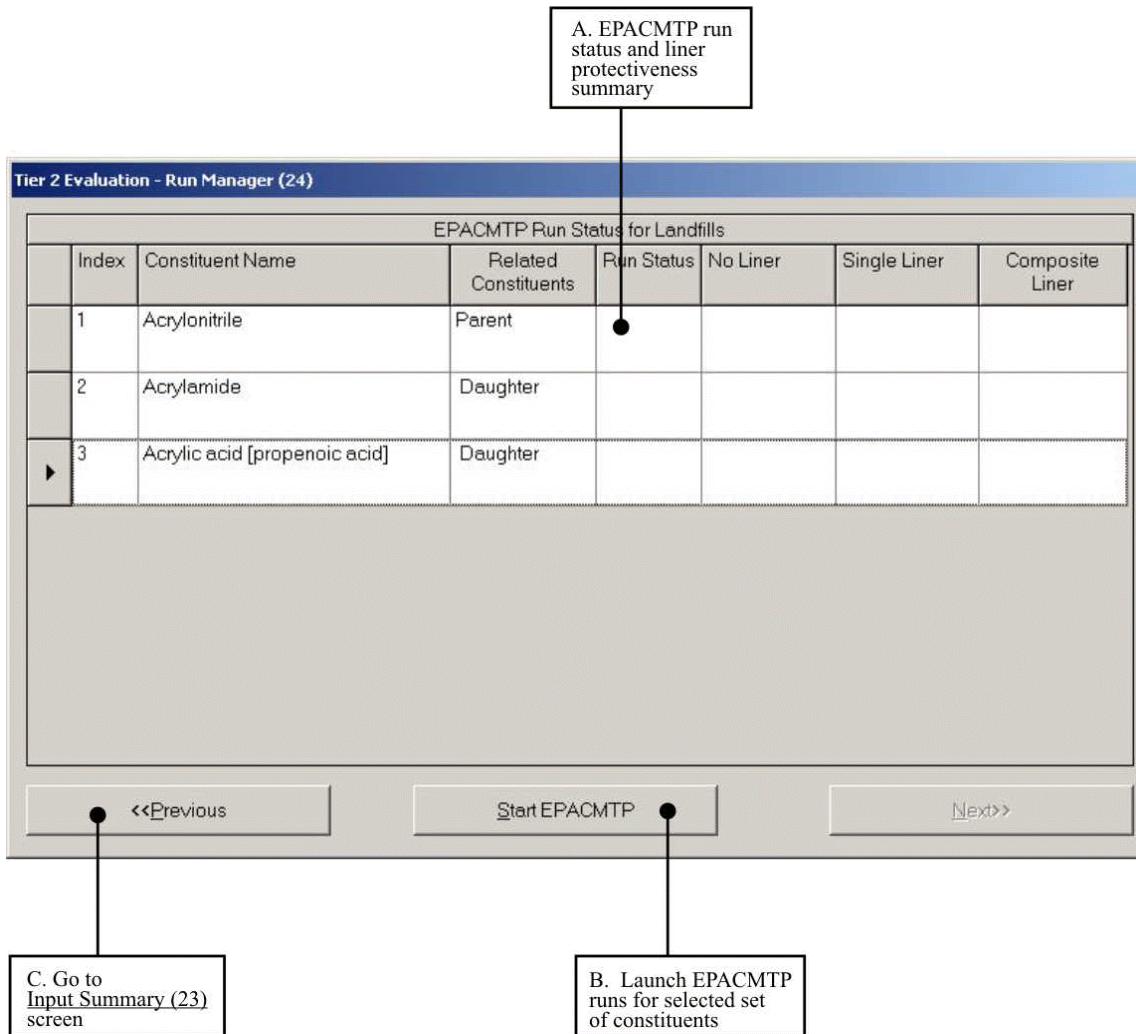 A. EPACMTP run
status and liner
protectiveness
summary
Tier 2 Evaluation - Run Manager (24)
EPACMTP Run Status for Landfills
Index Constituent Name Related Constituents Run Status No Liner Single Liner Composite Liner
1 Acrylonitrile Parent
2 Acrylamide Daughter
3 Acrylic acid [propenoic acid] Daughter
<<Previous Start EPACMTP Next>>
C. Go to
Input Summary (23)
screen
B. Launch EPACMTP
runs for selected set
of constituents